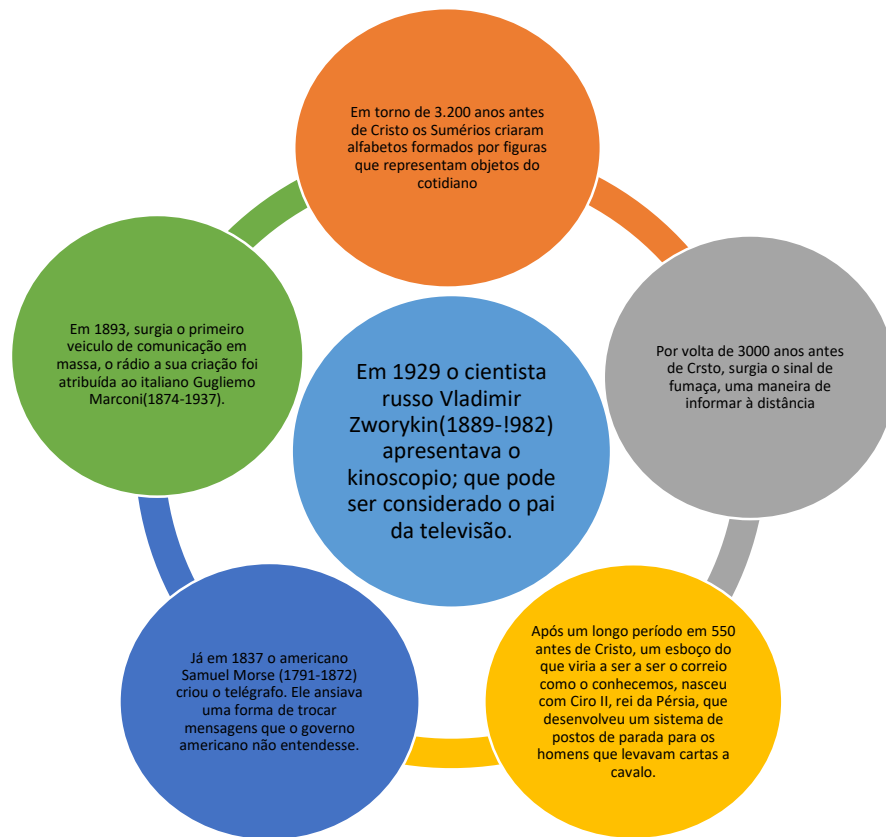 Em torno de 3.200 anos antes
de Cristo os Sumérios criaram
alfabetos formados por figuras
que representam objetos do
cotidiano
Por volta de 3000 anos antes
de Crsto, surgia o sinal de
fumaça, uma maneira de
informar à distância
Após um longo período em 550
antes de Cristo, um esboço do
que viria a ser a ser o correio
como o conhecemos, nasceu
com Ciro II, rei da Pérsia, que
desenvolveu um sistema de
postos de parada para os
homens que levavam cartas a
cavalo.
Já em 1837 o americano
Samuel Morse (1791-1872)
criou o telégrafo. Ele ansiava
uma forma de trocar
mensagens que o governo
americano não entendesse.
Em 1893, surgia o primeiro
veiculo de comunicação em
massa, o rádio a sua criação foi
atribuída ao italiano Gugliemo
Marconi(1874-1937).
Em 1929 o cientista
russo Vladimir
Zworykin(1889-!982)
apresentava o
kinoscopio; que pode
ser considerado o pai
da televisão.